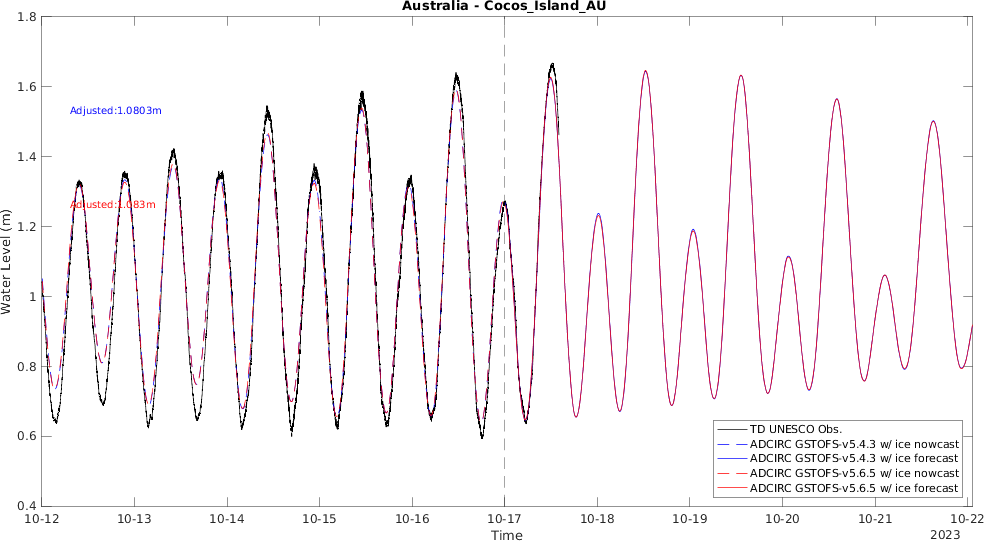 Australia - Cocos_Island_AU
1.8
1.6
1.4
1.2
1
0.8
0.6
0.4
Water Level (m)
Adjusted:1.0803m
Adjusted:1.083m
TD UNESCO Obs.
ADCIRC GSTOFS-v5.4.3 w/ ice nowcast
ADCIRC GSTOFS-v5.4.3 w/ ice forecast
ADCIRC GSTOFS-v5.6.5 w/ ice nowcast
ADCIRC GSTOFS-v5.6.5 w/ ice forecast
10-12 10-13 10-14 10-15 10-16 10-17 10-18 10-19 10-20 10-21 10-22
Time
2023